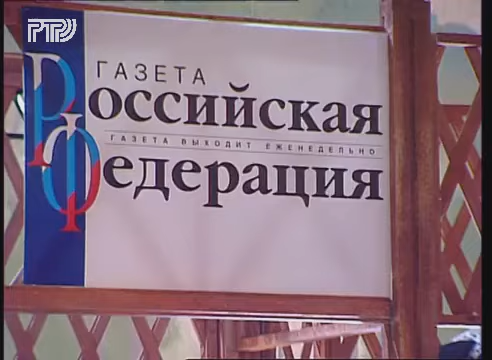 РТР
ГАЗЕТА
Российская
ГАЗЕТА ВЫХОДИТ ЕЖЕНЕДЕЛЬНО
Федерация